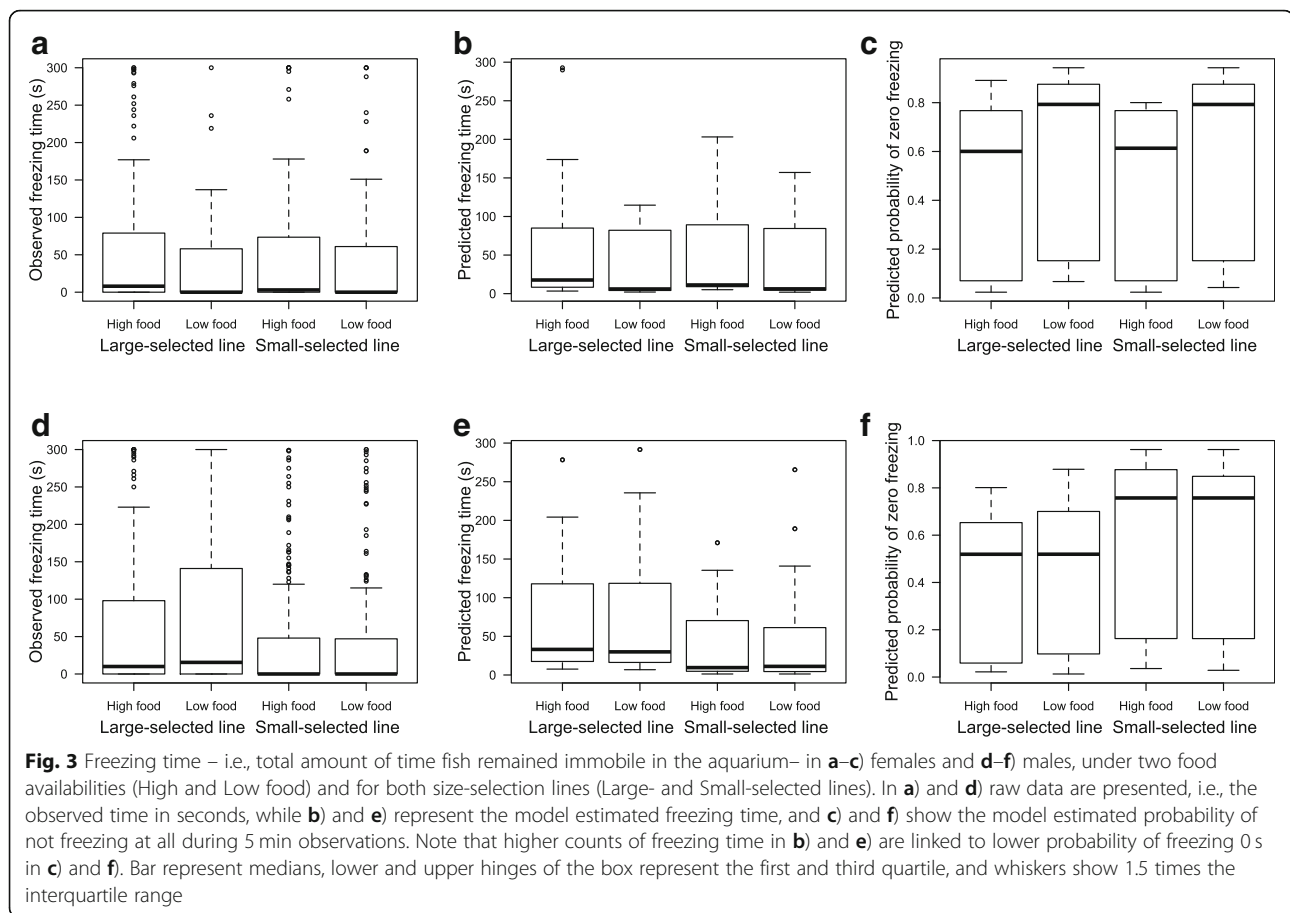 a
b
c
Observed freezing time (s)
300
250
200
150
100
50
0
High food Low food High food Low food
Large-selected line Small-selected line
Predicted freezing time (s)
300
250
200
150
100
50
0
High food Low food High food Low food
Large-selected line Small-selected line
Predicted probability of zero freezing
0.8
0.6
0.4
0.2
0.0
High food Low food High food Low food
Large-selected line Small-selected line
d
e
f
Observed freezing time (s)
300
250
200
150
100
50
0
High food Low food High food Low food
Large-selected line Small-selected line
Predicted freezing time (s)
300
250
200
150
100
50
0
High food Low food High food Low food
Large-selected line Small-selected line
Predicted probability of zero freezing
1.0
0.8
0.6
0.4
0.2
0.0
High food Low food High food Low food
Large-selected line Small-selected line
Fig. 3 Freezing time – i.e., total amount of time fish remained immobile in the aquarium– in a–c) females and d–f) males, under two food
availabilities (High and Low food) and for both size-selection lines (Large- and Small-selected lines). In a) and d) raw data are presented, i.e., the
observed time in seconds, while b) and e) represent the model estimated freezing time, and c) and f) show the model estimated probability of
not freezing at all during 5 min observations. Note that higher counts of freezing time in b) and e) are linked to lower probability of freezing 0 s
in c) and f). Bar represent medians, lower and upper hinges of the box represent the first and third quartile, and whiskers show 1.5 times the
interquartile range